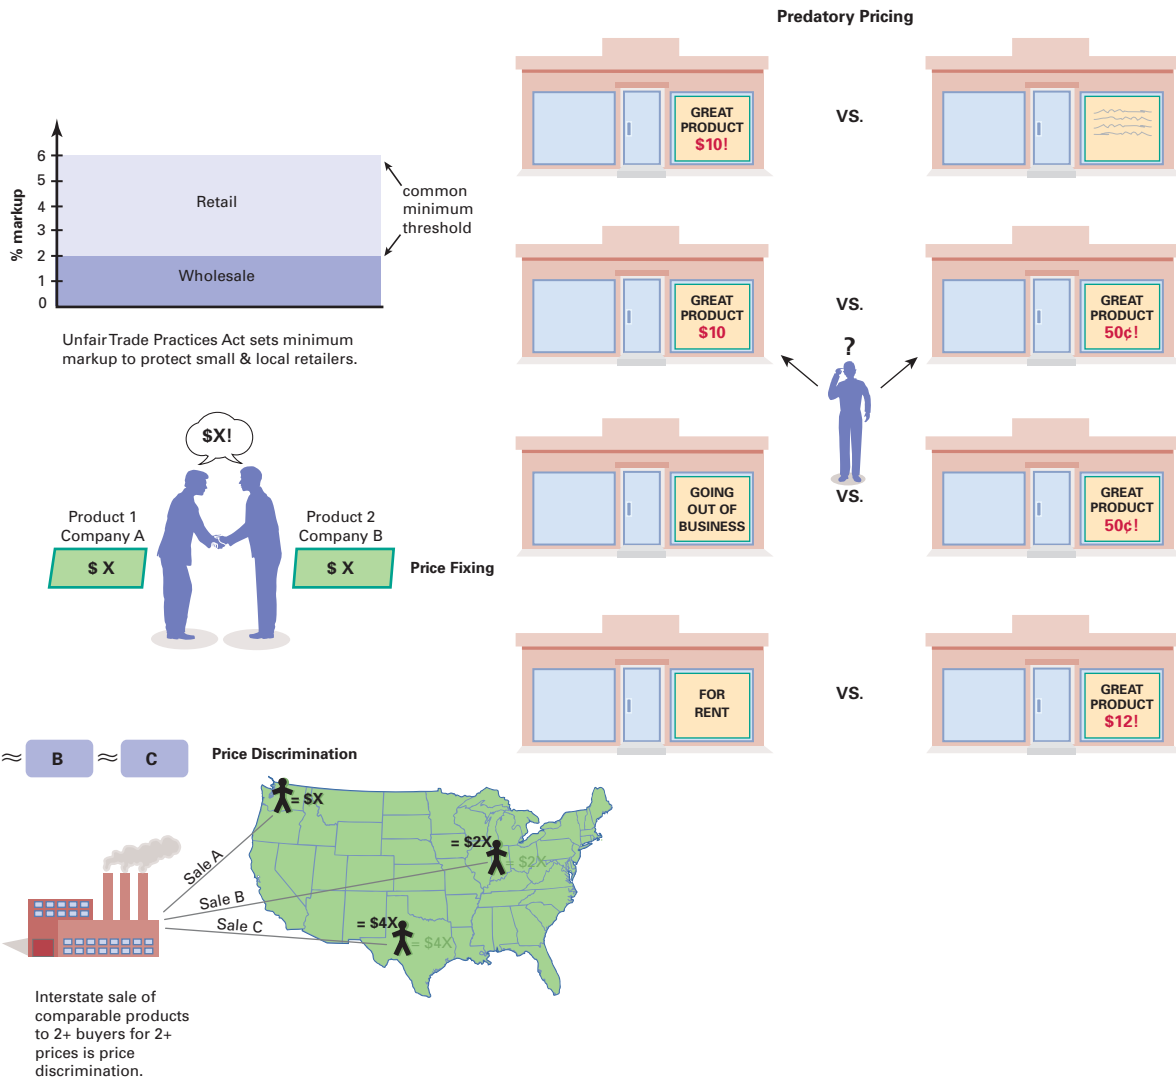 Predatory Pricing
GREAT
PRODUCT
$10!
VS.
6
5
4
3
2
1
0
% markup
Retail
Wholesale
common
minimum
threshold
Unfair Trade Practices Act sets minimum
markup to protect small & local retailers.
GREAT
PRODUCT
$10
VS.
GREAT
PRODUCT
50¢!
?
$X!
Product 1
Company A
$ X
Product 2
Company B
$ X
Price Fixing
GOING
OUT OF
BUSINESS
VS.
GREAT
PRODUCT
50¢!
FOR
RENT
VS.
GREAT
PRODUCT
$12!
≈ B ≈ C
Price Discrimination
= $X
= $2X
= $2X
= $4X
= $4X
Sale A
Sale B
Sale C
Interstate sale of
comparable products
to 2+ buyers for 2+
prices is price
discrimination.